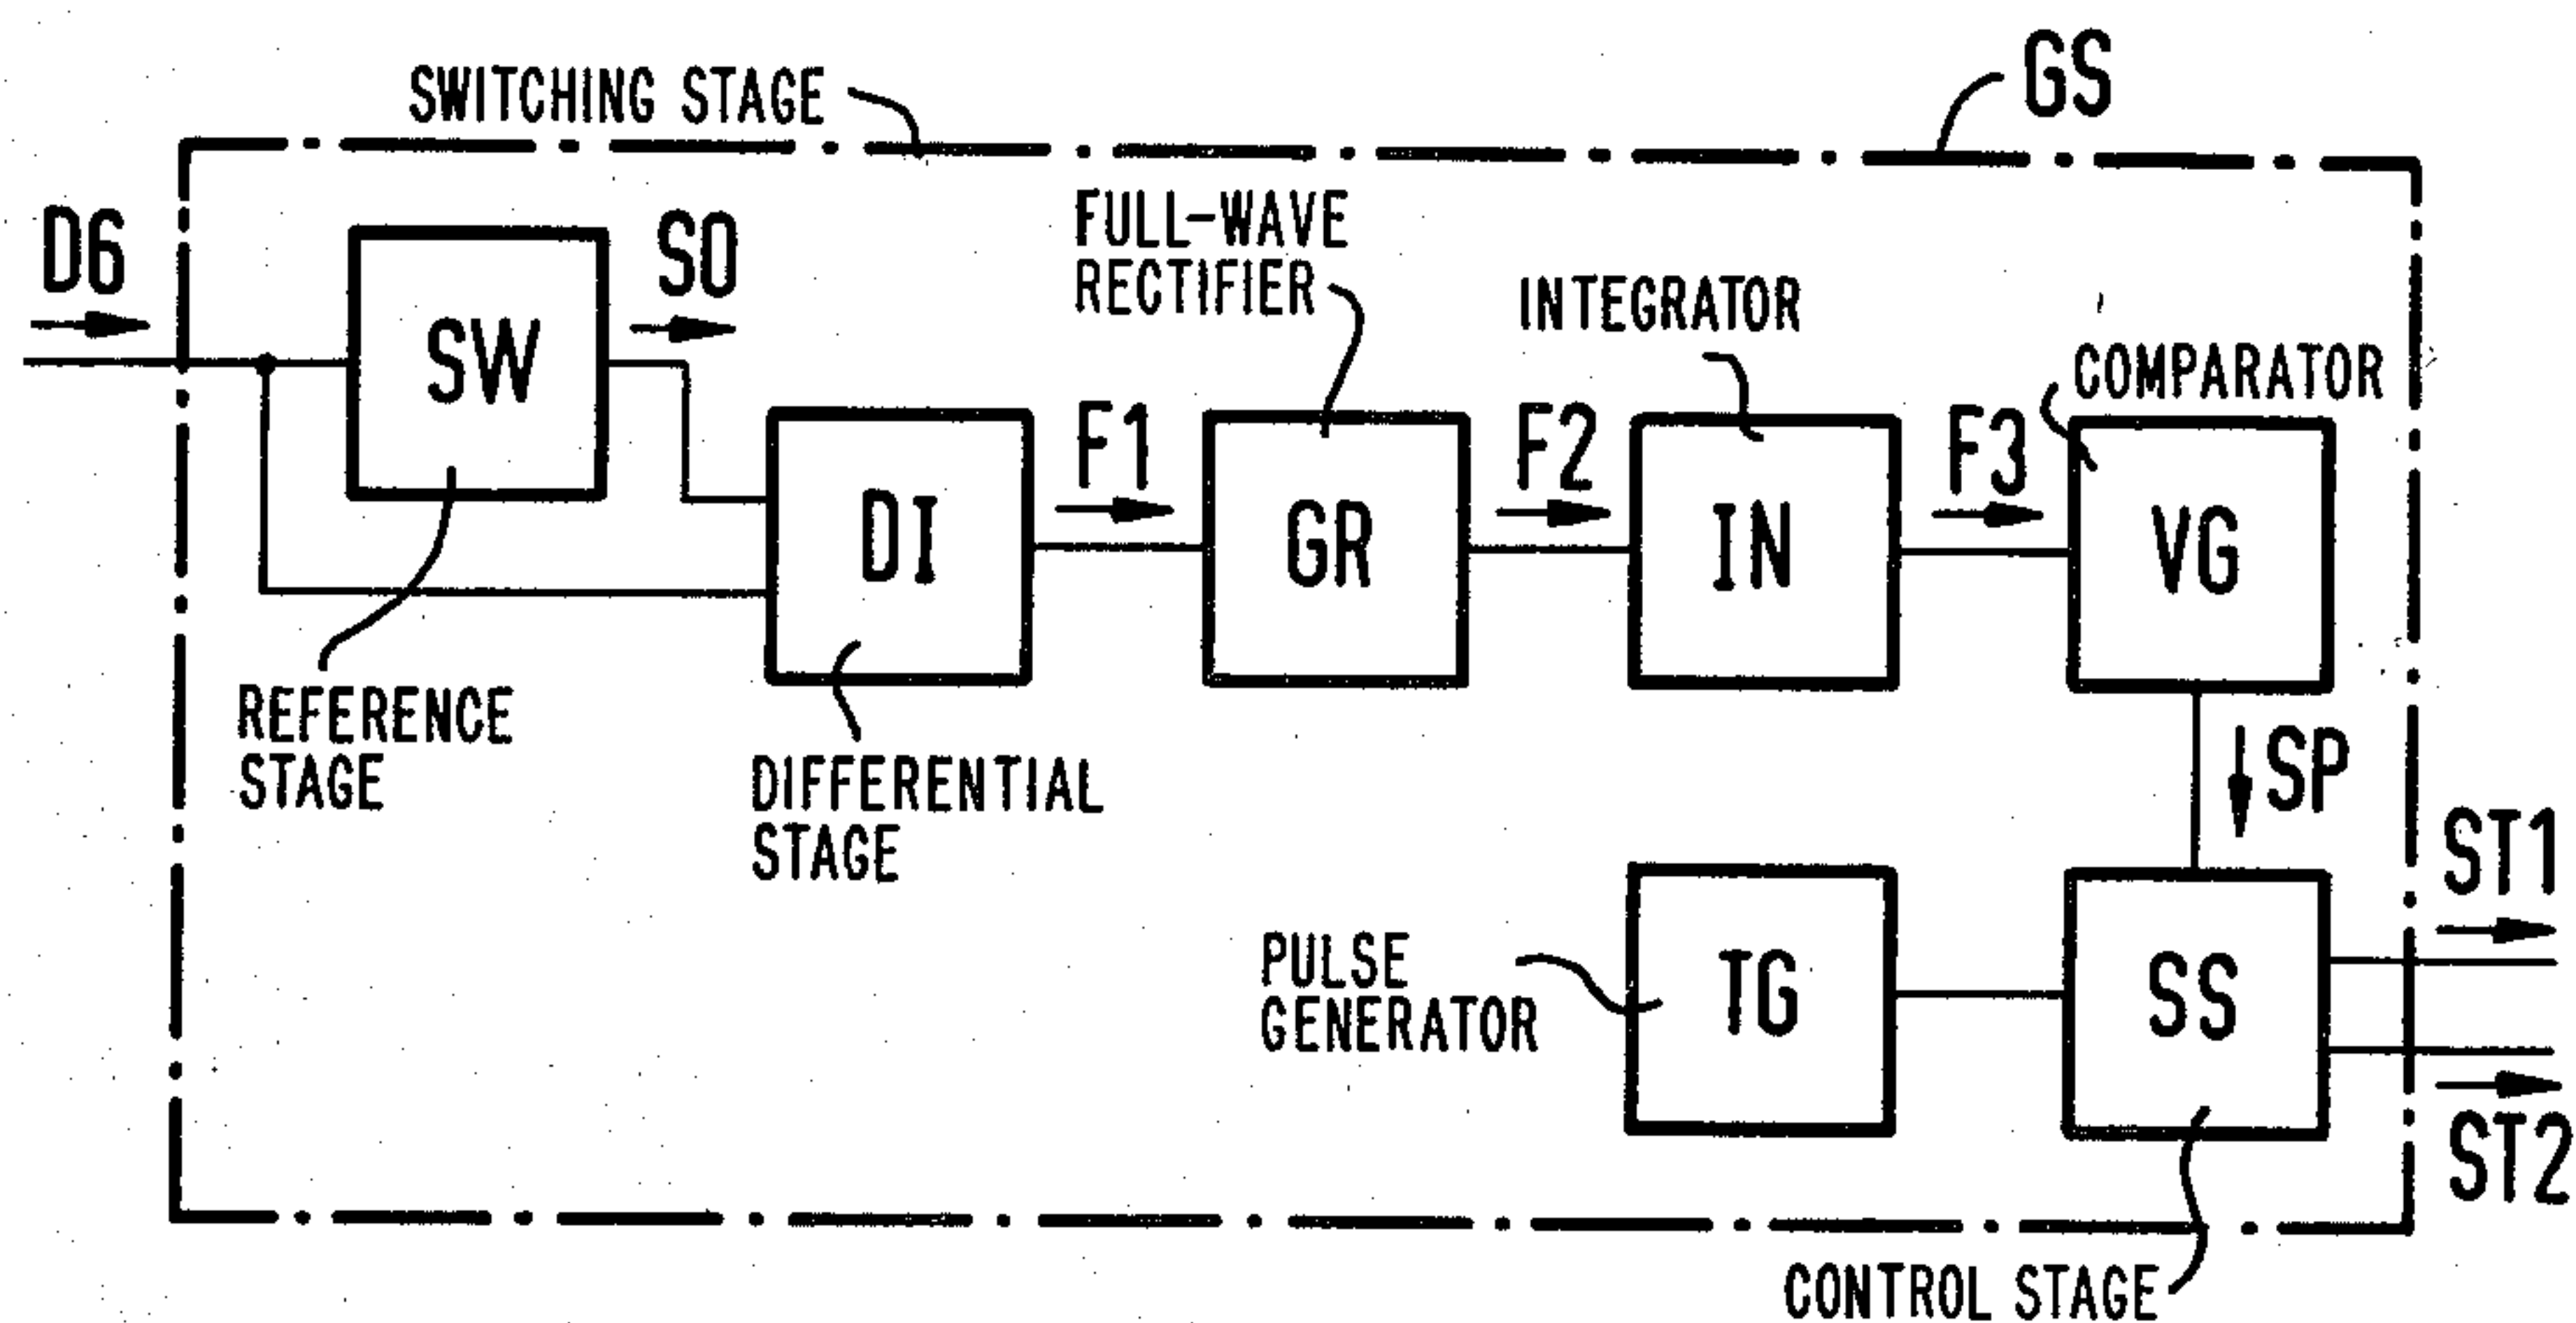 GS
SWITCHING STAGE
D6
SW
SO
FULL-WAVE
RECTIFIER
INTEGRATOR
COMPARATOR
DI
F1
GR
F2
IN
F3
VG
REFERENCE
STAGE
DIFFERENTIAL
STAGE
SP
ST1
PULSE
GENERATOR
TG
SS
ST2
CONTROL STAGE